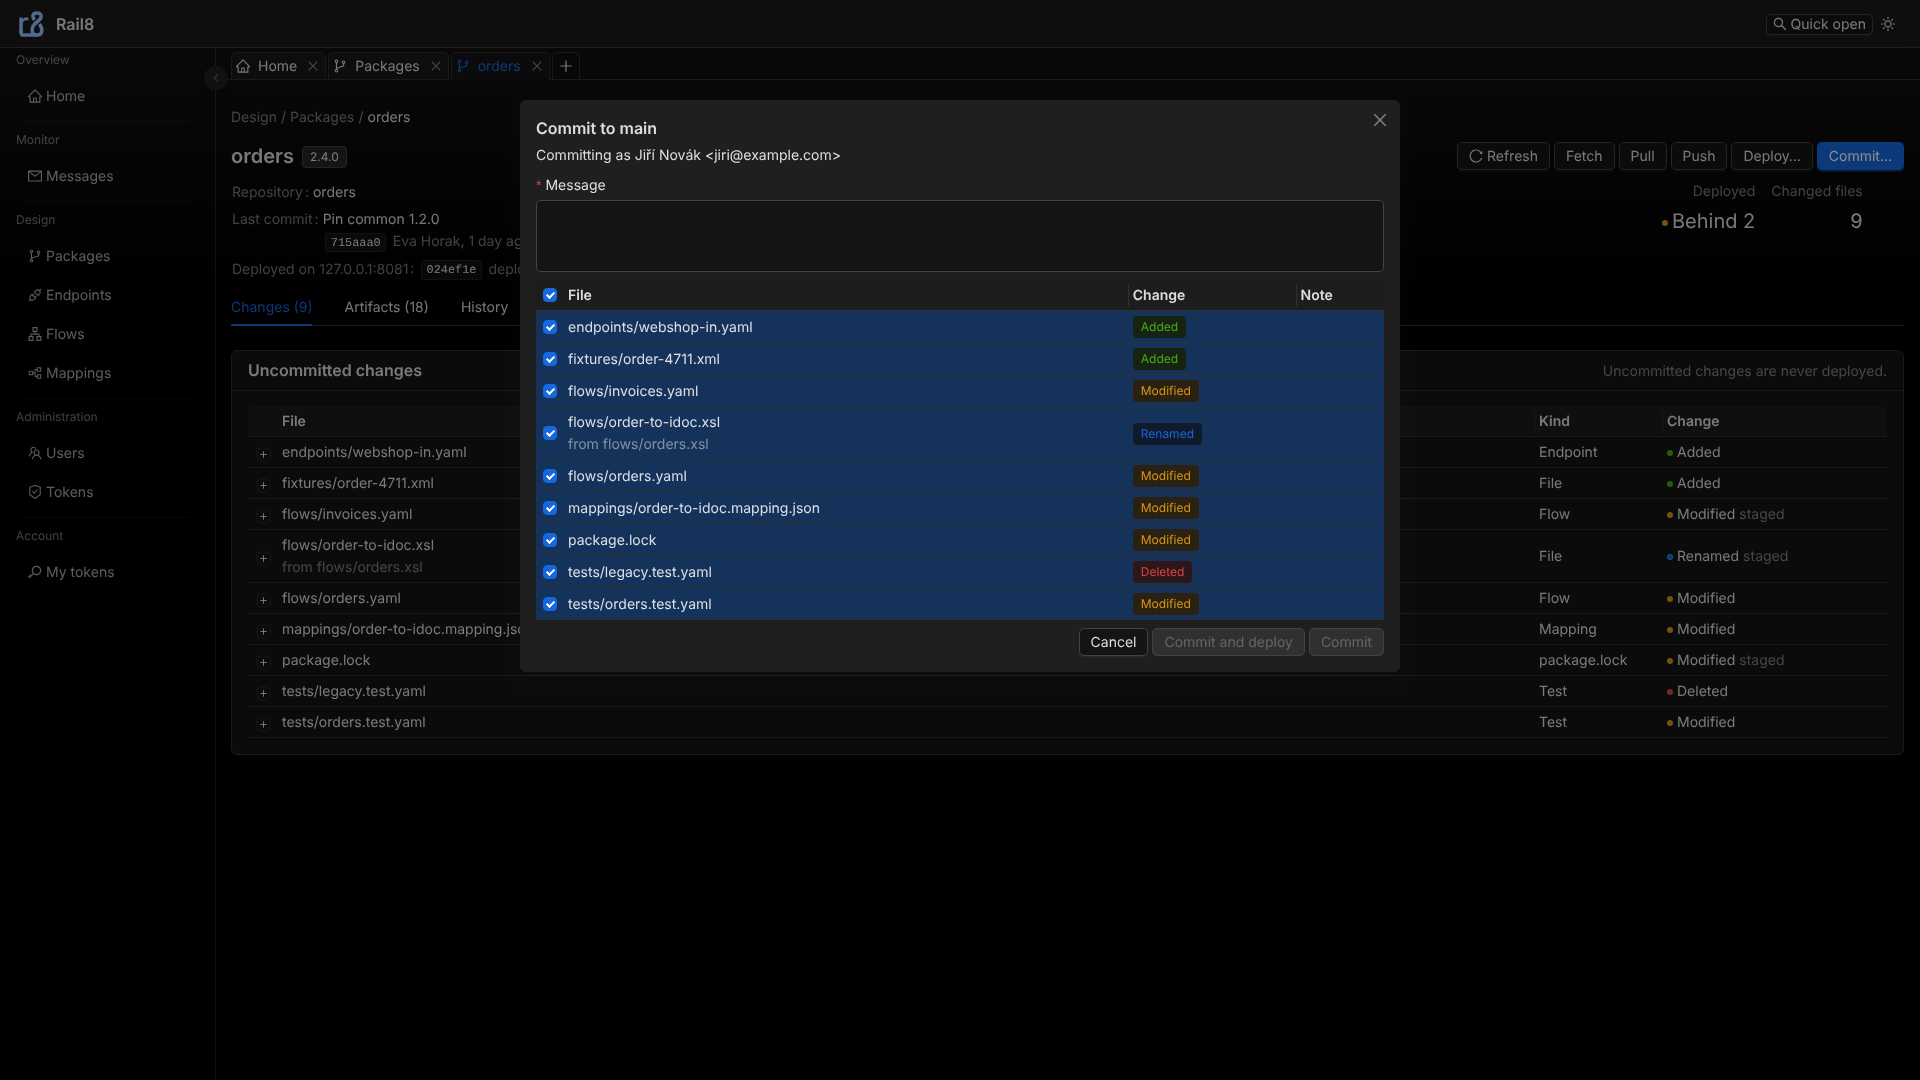 Rail8
Quick open
Overview
Home
Monitor
Messages
Design
Packages
Endpoints
Flows
Mappings
Administration
Users
Tokens
Account
My tokens
Home
Packages
orders
Design / Packages / orders
orders 2.4.0
Refresh Fetch Pull Push Deploy... Commit...
Repository: orders
Deployed Changed files
Last commit: Pin common 1.2.0
Behind 2 9
715aaa0 Eva Horak, 1 day
Deployed on 127.0.0.1:8081: 024ef1e
Changes (9) Artifacts (18) History
Uncommitted changes
Uncommitted changes are never deployed.
File Kind Change
endpoints/webshop-in.yaml Endpoint Added
fixtures/order-4711.xml File Added
flows/invoices.yaml Flow Modified staged
flows/order-to-idoc.xsl File Renamed staged
from flows/orders.xsl
flows/orders.yaml Flow Modified
mappings/order-to-idoc.mapping.js Mapping Modified
package.lock package.lock Modified staged
tests/legacy.test.yaml Test Deleted
tests/orders.test.yaml Test Modified
Commit to main
Committing as Jiří Novák <jiri@example.com>
* Message
File Change Note
endpoints/webshop-in.yaml Added
fixtures/order-4711.xml Added
flows/invoices.yaml Modified
flows/order-to-idoc.xsl Renamed
from flows/orders.xsl
flows/orders.yaml Modified
mappings/order-to-idoc.mapping.json Modified
package.lock Modified
tests/legacy.test.yaml Deleted
tests/orders.test.yaml Modified
Cancel Commit and deploy Commit